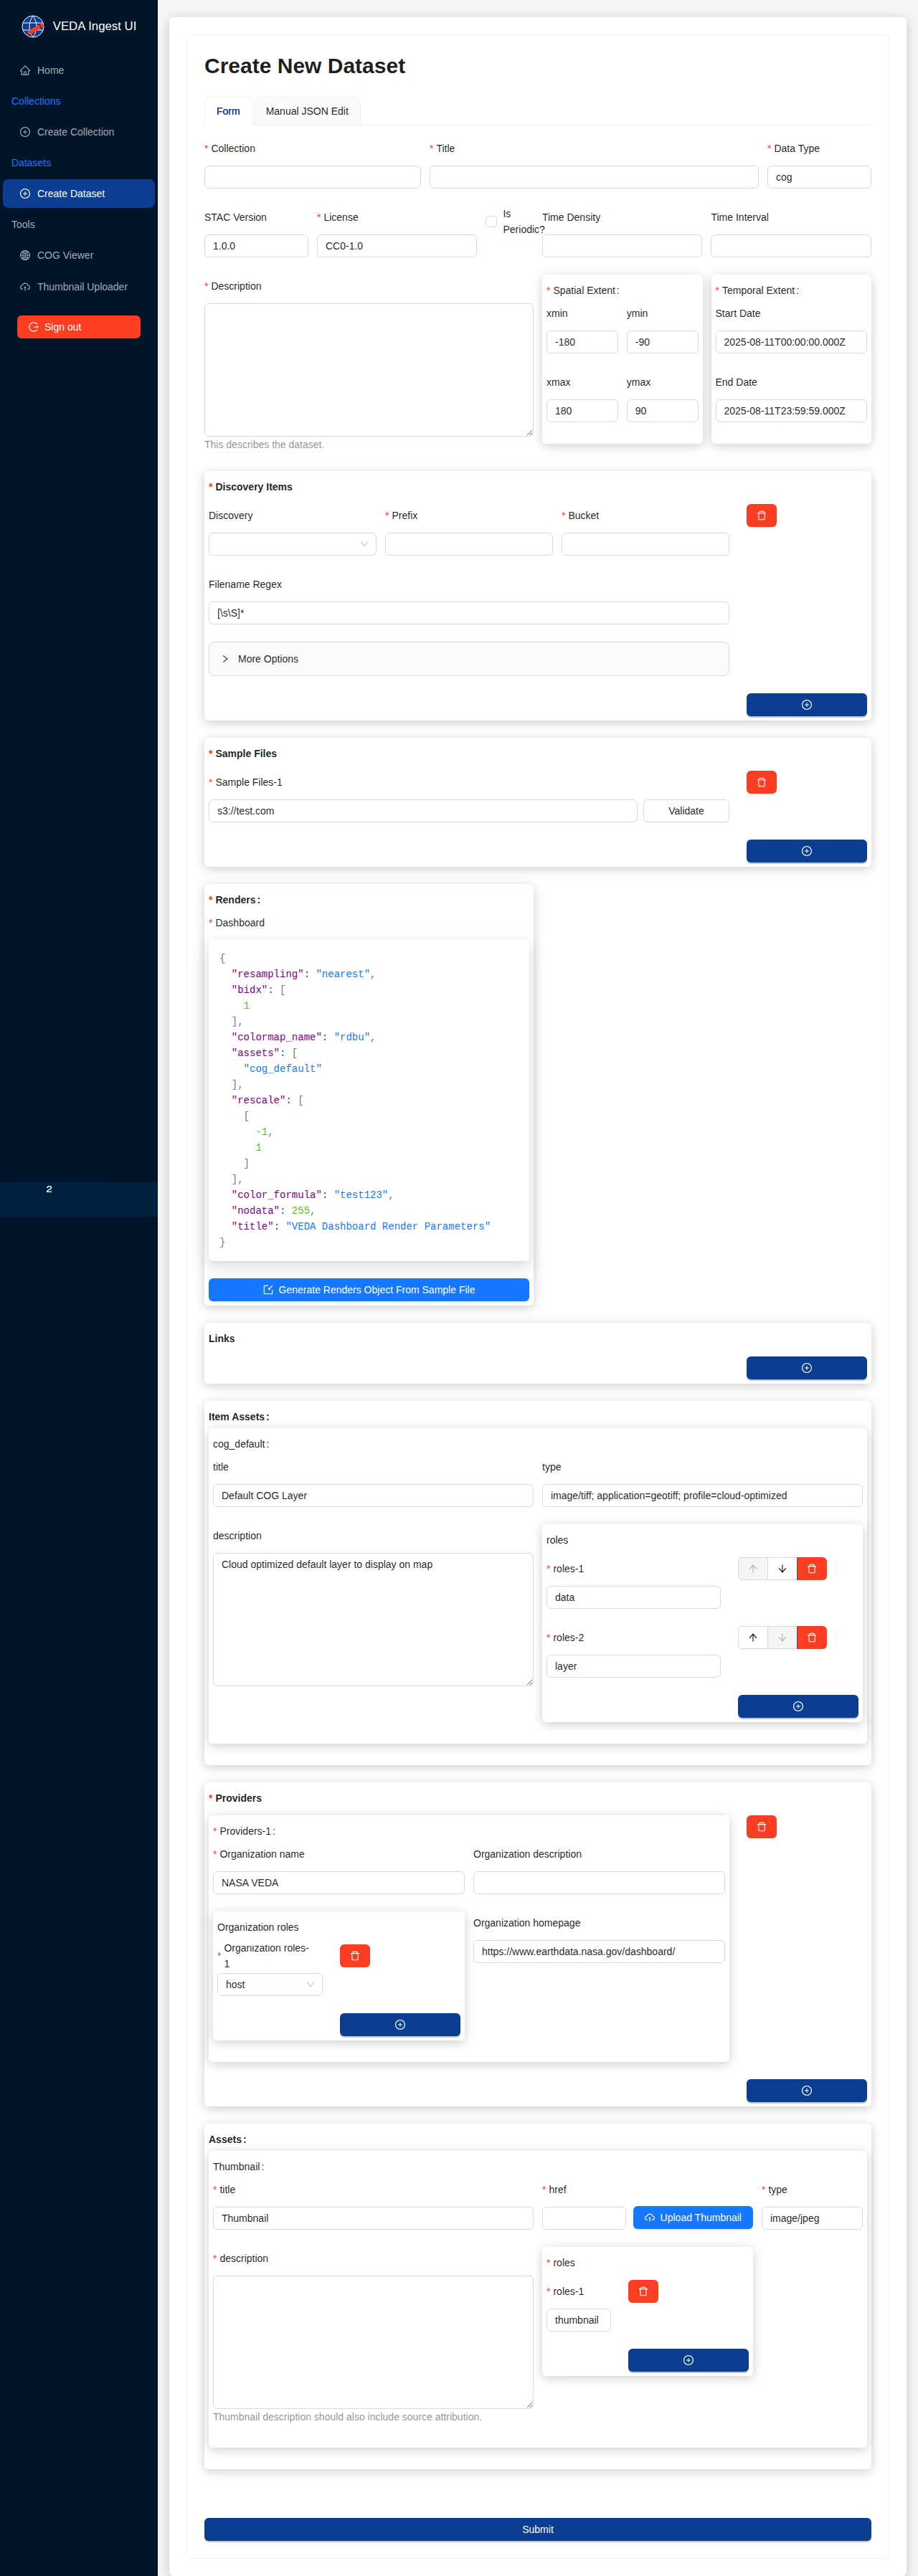 VEDA Ingest UI
Home
Collections
Create Collection
Datasets
Create Dataset
Tools
COG Viewer
Thumbnail Uploader
Sign out
Create New Dataset
Form
Manual JSON Edit
* Collection
* Title
* Data Type
cog
STAC Version
* License
Is
Periodic?
Time Density
Time Interval
1.0.0
CC0-1.0
* Description
* Spatial Extent:
* Temporal Extent:
xmin
ymin
Start Date
-180
-90
2025-08-11T00:00:00.000Z
xmax
ymax
End Date
180
90
2025-08-11T23:59:59.000Z
This describes the dataset.
* Discovery Items
Discovery
* Prefix
* Bucket
Filename Regex
[\s\S]*
More Options
* Sample Files
* Sample Files-1
s3://test.com
Validate
* Renders:
* Dashboard
{
"resampling": "nearest",
"bidx": [
1
],
"colormap_name": "rdbu",
"assets": [
"cog_default"
],
"rescale": [
[
-1,
1
]
],
"color_formula": "test123",
"nodata": 255,
"title": "VEDA Dashboard Render Parameters"
}
2
Generate Renders Object From Sample File
Links
Item Assets:
cog_default:
title
type
Default COG Layer
image/tiff; application=geotiff; profile=cloud-optimized
description
roles
Cloud optimized default layer to display on map
* roles-1
data
* roles-2
layer
* Providers
* Providers-1:
* Organization name
Organization description
NASA VEDA
Organization roles
Organization homepage
* Organization roles-
1
https://www.earthdata.nasa.gov/dashboard/
host
Assets:
Thumbnail:
* title
* href
* type
Thumbnail
Upload Thumbnail
image/jpeg
* description
* roles
* roles-1
thumbnail
Thumbnail description should also include source attribution.
Submit